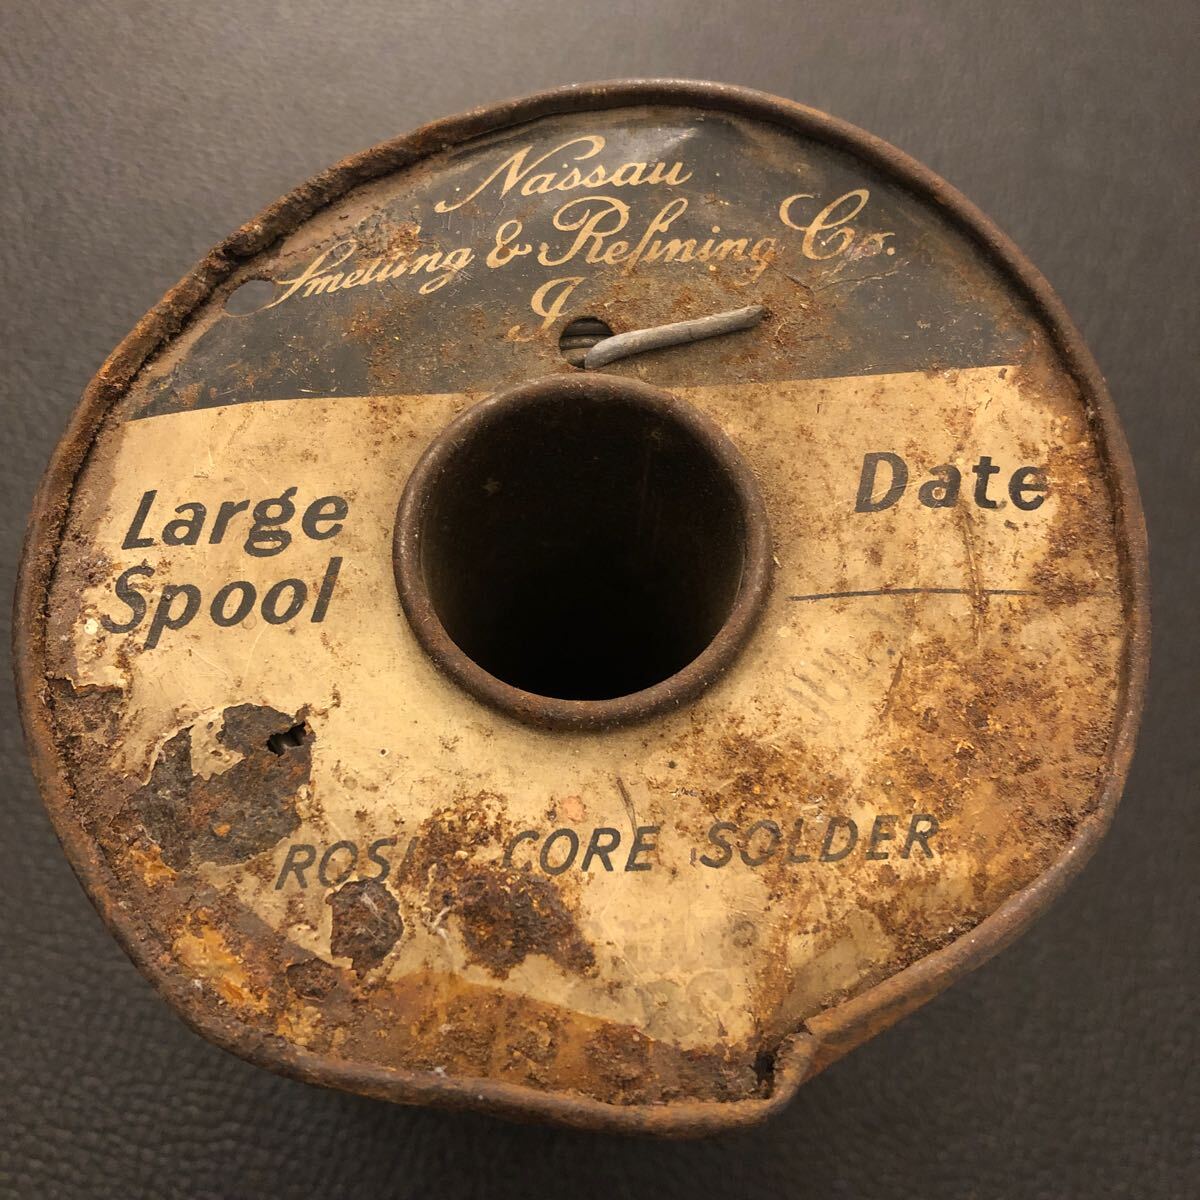 Nassau
Smelting & Refining Co.
Large
Spool
Date
CORE SOLDER